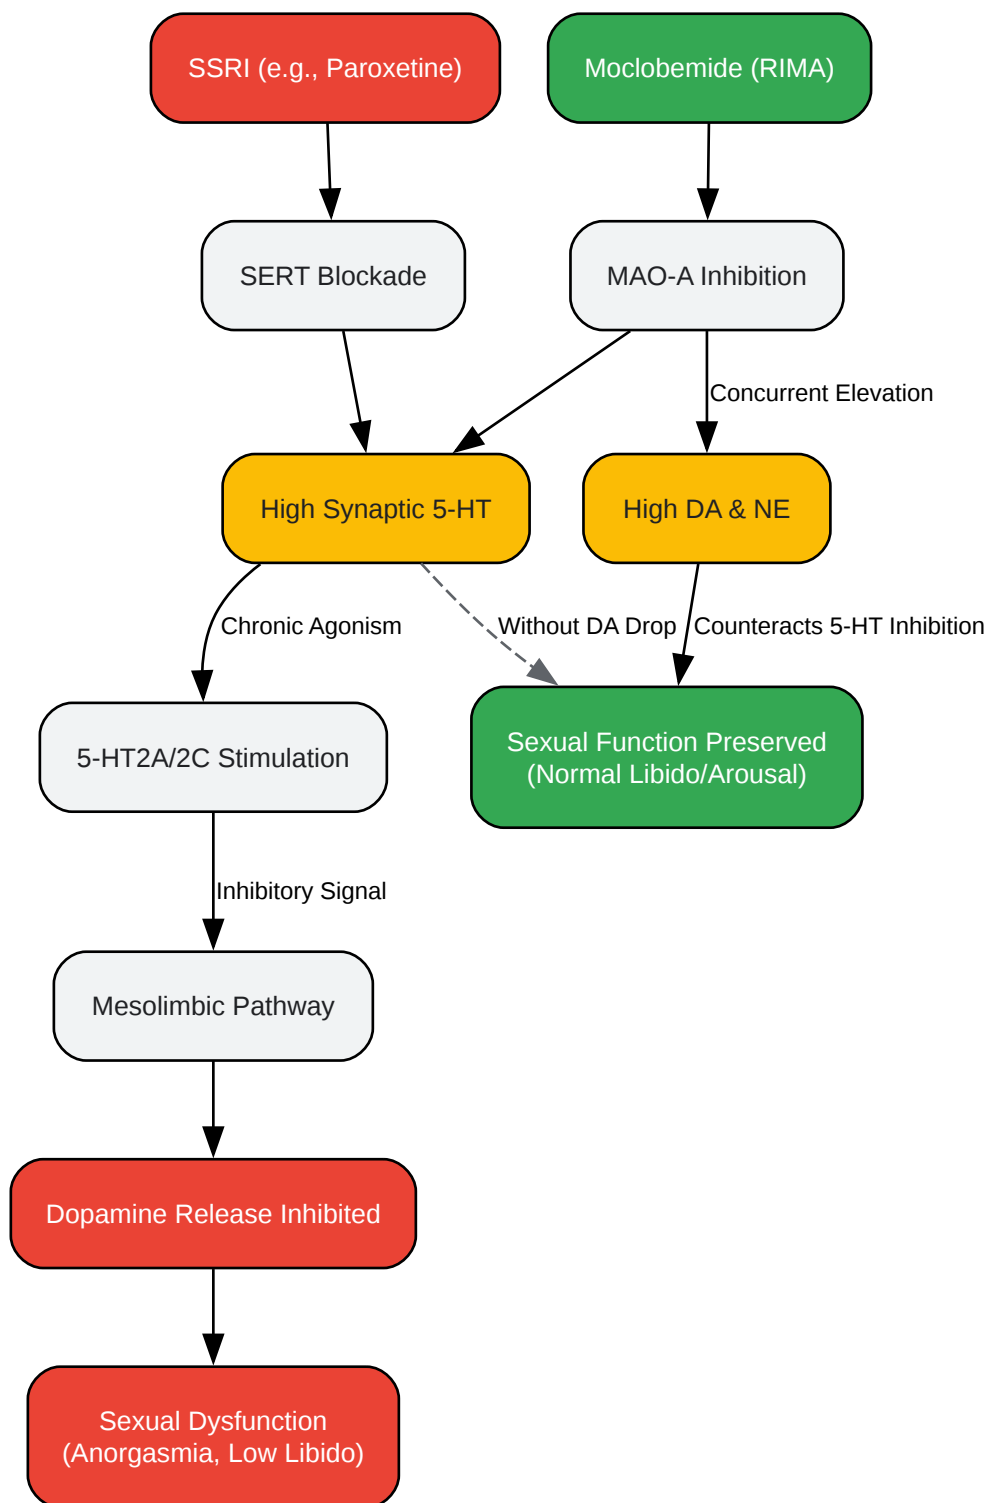 SSRI (e.g., Paroxetine)
Moclobemide (RIMA)
SERT Blockade
MAO-A Inhibition
Concurrent Elevation
High Synaptic 5-HT
High DA & NE
Chronic Agonism
Without DA Drop
Counteracts 5-HT Inhibition
5-HT2A/2C Stimulation
Sexual Function Preserved
(Normal Libido/Arousal)
Inhibitory Signal
Mesolimbic Pathway
Dopamine Release Inhibited
Sexual Dysfunction
(Anorgasmia, Low Libido)